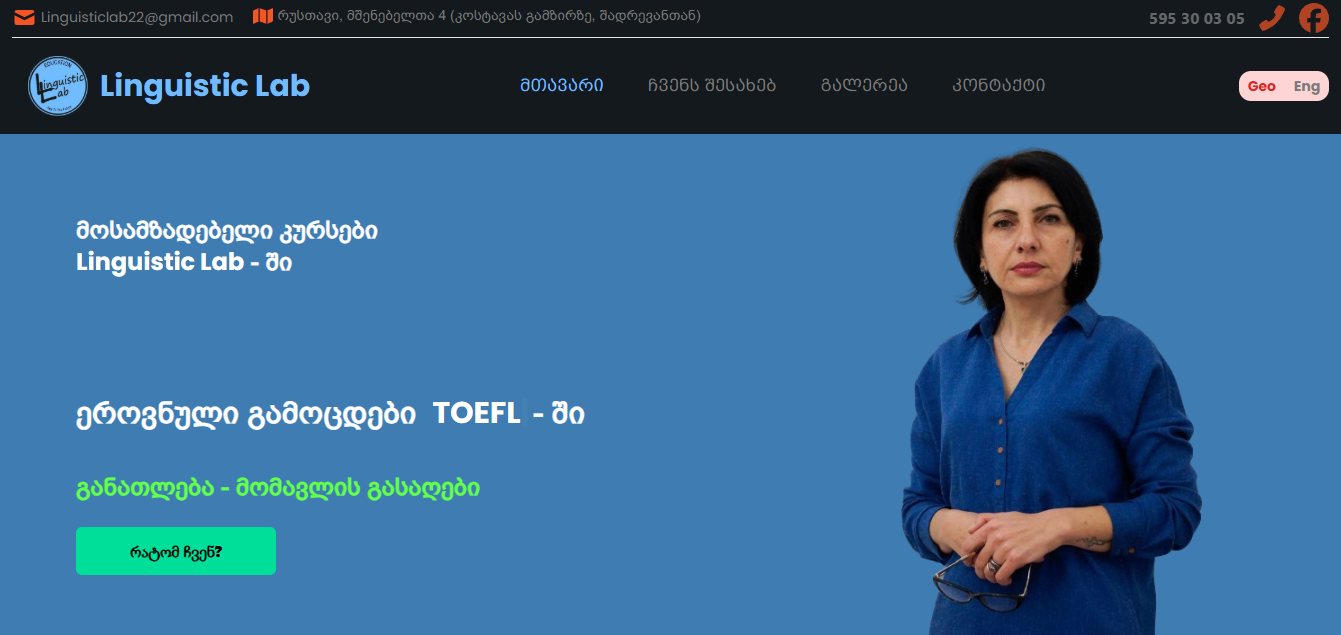 Linguisticlab22@gmail.com
რუსთავი, მშენებელთა 4 (კოსტავას გამზირზე, შადრევანთან)
595 30 03 05
EDUCATION
Linguistic
Lab
Linguistic Lab
მთავარი
ჩვენს შესახებ
გალერეა
კონტაქტი
Geo Eng
მოსამზადებელი კურსები
Linguistic Lab - ში
ეროვნული გამოცდები TOEFL - ში
განათლება - მომავლის გასაღები
რატომ ჩვენ?